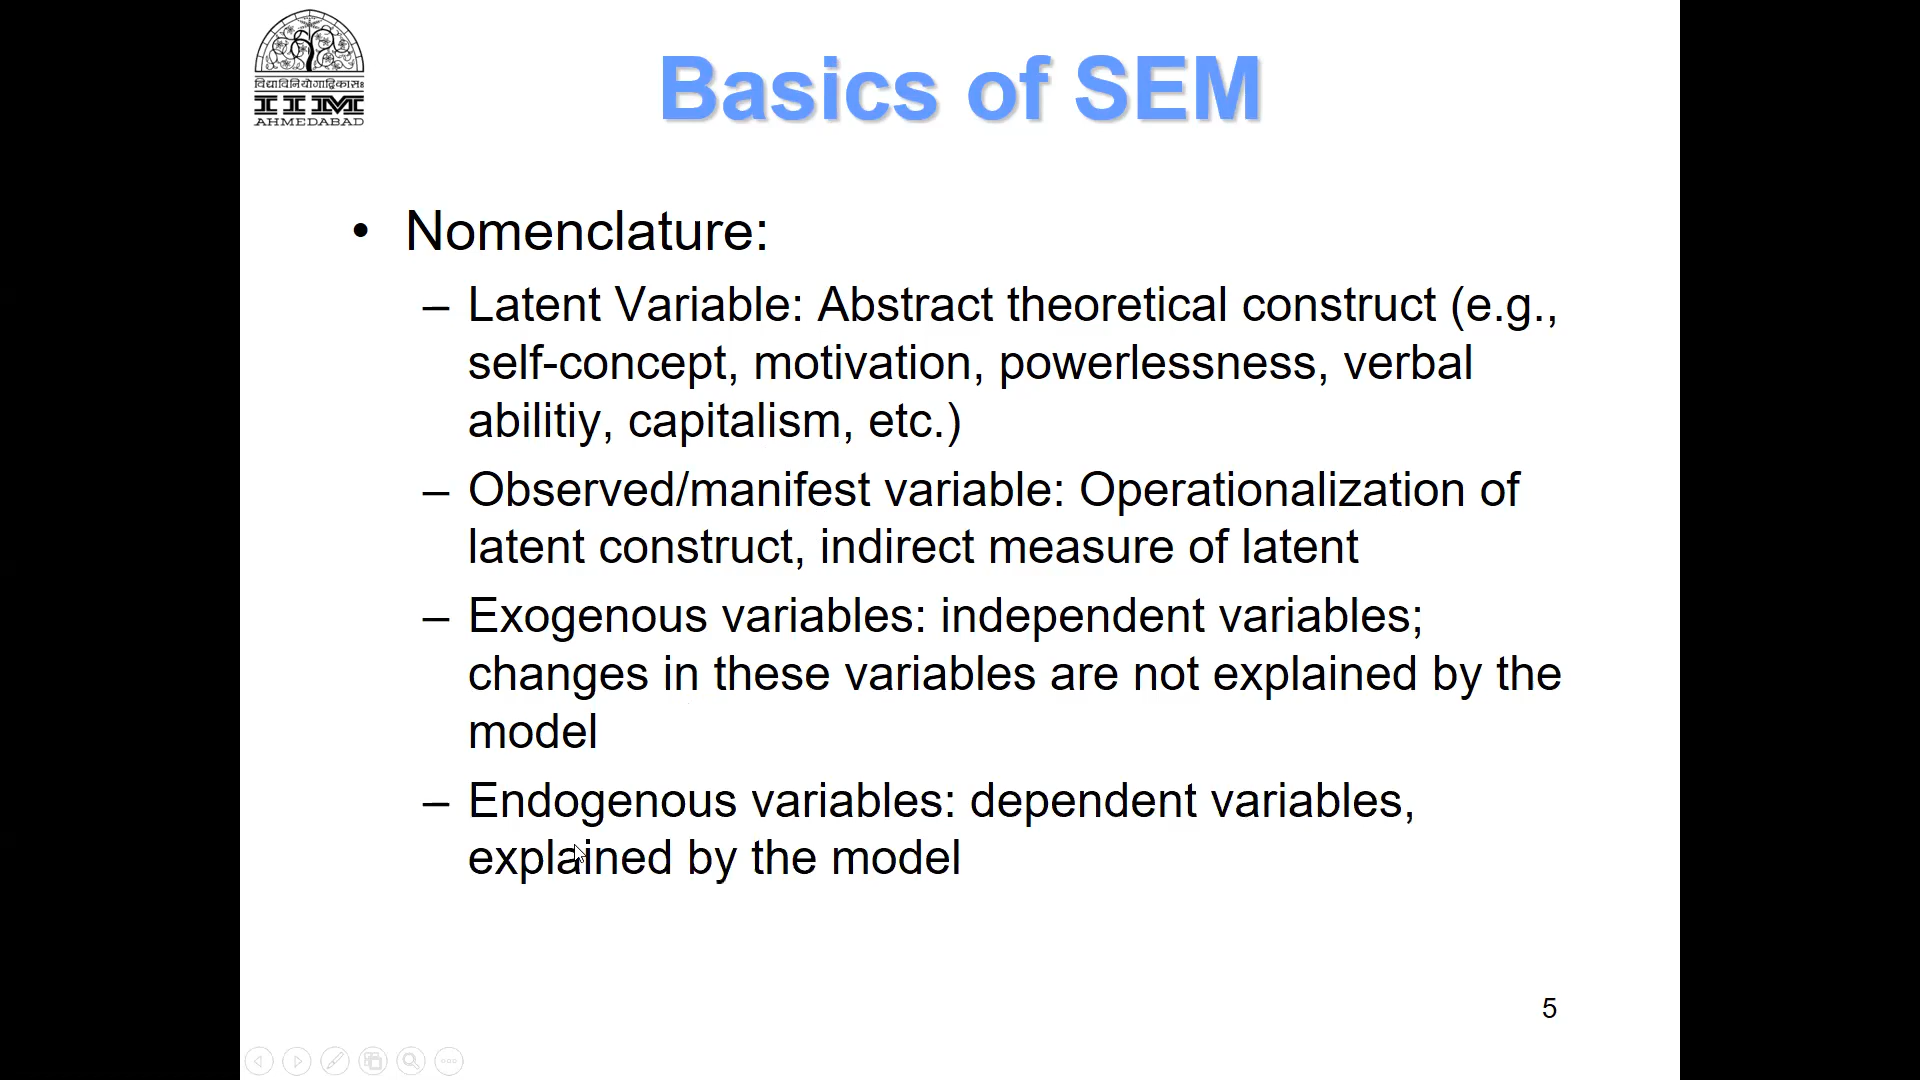 विद्याविनियोगाद्विकासः
IIM
AHMEDABAD
Basics of SEM
• Nomenclature:
– Latent Variable: Abstract theoretical construct (e.g.,
self-concept, motivation, powerlessness, verbal
abilitiy, capitalism, etc.)
– Observed/manifest variable: Operationalization of
latent construct, indirect measure of latent
– Exogenous variables: independent variables;
changes in these variables are not explained by the
model
– Endogenous variables: dependent variables,
explained by the model
5